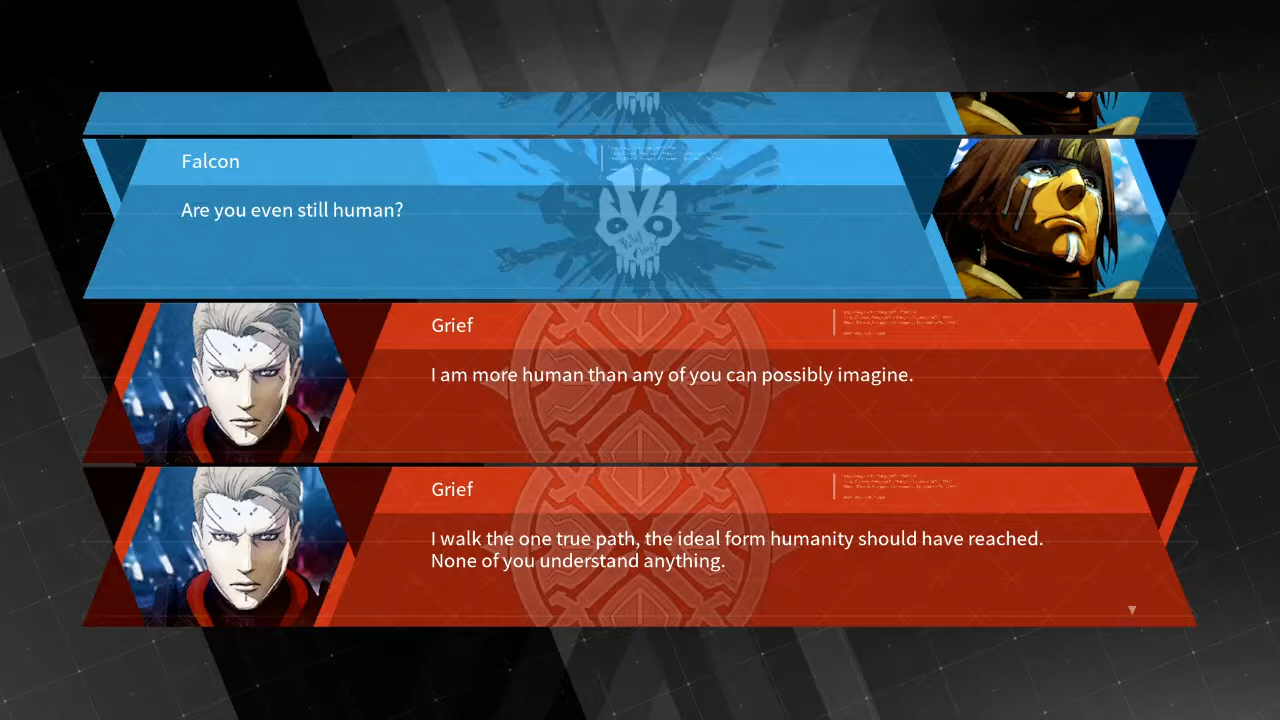 Falcon
Are you even still human?
Grief
I am more human than any of you can possibly imagine.
Grief
I walk the one true path, the ideal form humanity should have reached.
None of you understand anything.